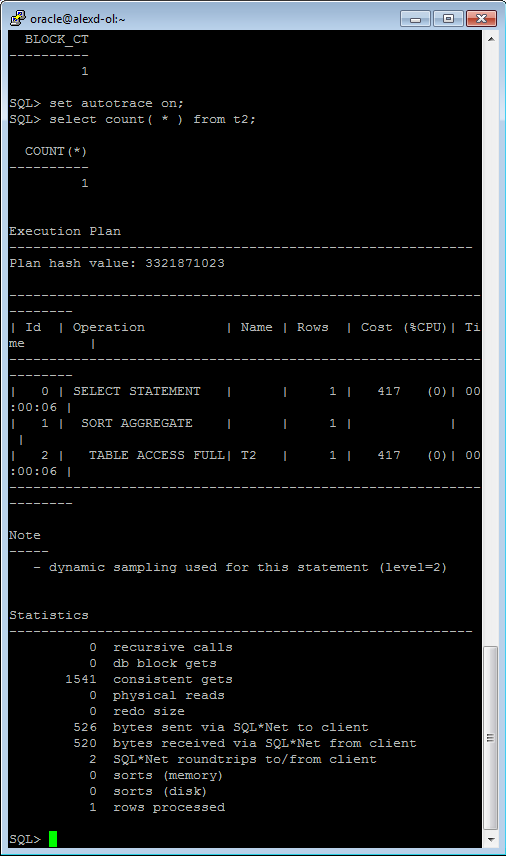 oracle@alexd-ol:~
  BLOCK_CT
----------
         1

SQL> set autotrace on;
SQL> select count( * ) from t2;

  COUNT(*)
----------
         1


Execution Plan
----------------------------------------------------------
Plan hash value: 3321871023

-----------------------------------------------------------
--------
| Id  | Operation          | Name | Rows  | Cost (%CPU)| Ti
me        |
-----------------------------------------------------------
--------
|   0 | SELECT STATEMENT   |      |     1 |   417   (0)| 00
:00:06 |
|   1 |  SORT AGGREGATE    |      |     1 |            |
 |
|   2 |   TABLE ACCESS FULL| T2   |     1 |   417   (0)| 00
:00:06 |
-----------------------------------------------------------
--------

Note
-----
   - dynamic sampling used for this statement (level=2)


Statistics
----------------------------------------------------------
          0  recursive calls
          0  db block gets
       1541  consistent gets
          0  physical reads
          0  redo size
        526  bytes sent via SQL*Net to client
        520  bytes received via SQL*Net from client
          2  SQL*Net roundtrips to/from client
          0  sorts (memory)
          0  sorts (disk)
          1  rows processed

SQL>